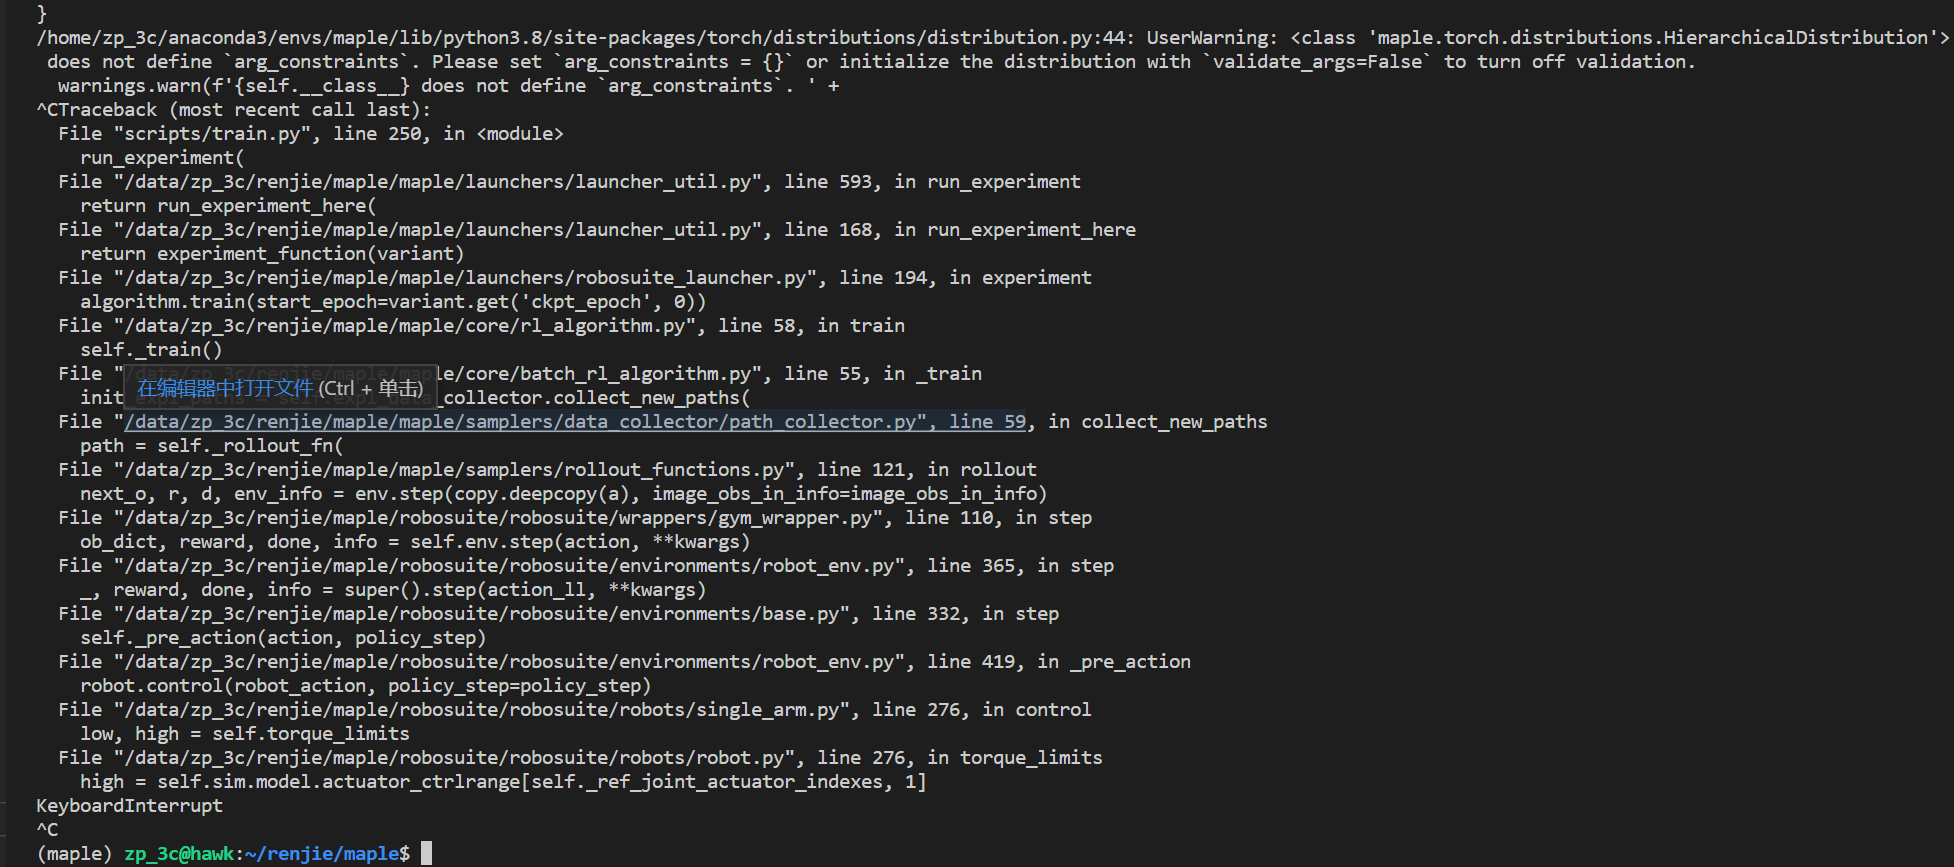 }
/home/zp_3c/anaconda3/envs/maple/lib/python3.8/site-packages/torch/distributions/distribution.py:44: UserWarning: <class 'maple.torch.distributions.HierarchicalDistribution'>
does not define `arg_constraints`. Please set `arg_constraints = {}` or initialize the distribution with `validate_args=False` to turn off validation.
warnings.warn(f'{self.__class__} does not define `arg_constraints`. ' +
^CTraceback (most recent call last):
File "scripts/train.py", line 250, in <module>
run_experiment(
File "/data/zp_3c/renjie/maple/maple/launchers/launcher_util.py", line 593, in run_experiment
return run_experiment_here(
File "/data/zp_3c/renjie/maple/maple/launchers/launcher_util.py", line 168, in run_experiment_here
return experiment_function(variant)
File "/data/zp_3c/renjie/maple/maple/launchers/robosuite_launcher.py", line 194, in experiment
algorithm.train(start_epoch=variant.get('ckpt_epoch', 0))
File "/data/zp_3c/renjie/maple/maple/core/rl_algorithm.py", line 58, in train
self._train()
File "/data/zp_3c/renjie/maple/maple/core/batch_rl_algorithm.py", line 55, in _train
在编辑器中打开文件 (Ctrl + 单击)
init_expl_paths = self.expl_data_collector.collect_new_paths(
File "/data/zp_3c/renjie/maple/maple/samplers/data_collector/path_collector.py", line 59, in collect_new_paths
path = self._rollout_fn(
File "/data/zp_3c/renjie/maple/maple/samplers/rollout_functions.py", line 121, in rollout
next_o, r, d, env_info = env.step(copy.deepcopy(a), image_obs_in_info=image_obs_in_info)
File "/data/zp_3c/renjie/maple/robosuite/robosuite/wrappers/gym_wrapper.py", line 110, in step
ob_dict, reward, done, info = self.env.step(action, **kwargs)
File "/data/zp_3c/renjie/maple/robosuite/robosuite/environments/robot_env.py", line 365, in step
_, reward, done, info = super().step(action_ll, **kwargs)
File "/data/zp_3c/renjie/maple/robosuite/robosuite/environments/base.py", line 332, in step
self._pre_action(action, policy_step)
File "/data/zp_3c/renjie/maple/robosuite/robosuite/environments/robot_env.py", line 419, in _pre_action
robot.control(robot_action, policy_step=policy_step)
File "/data/zp_3c/renjie/maple/robosuite/robosuite/robots/single_arm.py", line 276, in control
low, high = self.torque_limits
File "/data/zp_3c/renjie/maple/robosuite/robosuite/robots/robot.py", line 276, in torque_limits
high = self.sim.model.actuator_ctrlrange[self._ref_joint_actuator_indexes, 1]
KeyboardInterrupt
^C
(maple) zp_3c@hawk:~/renjie/maple$